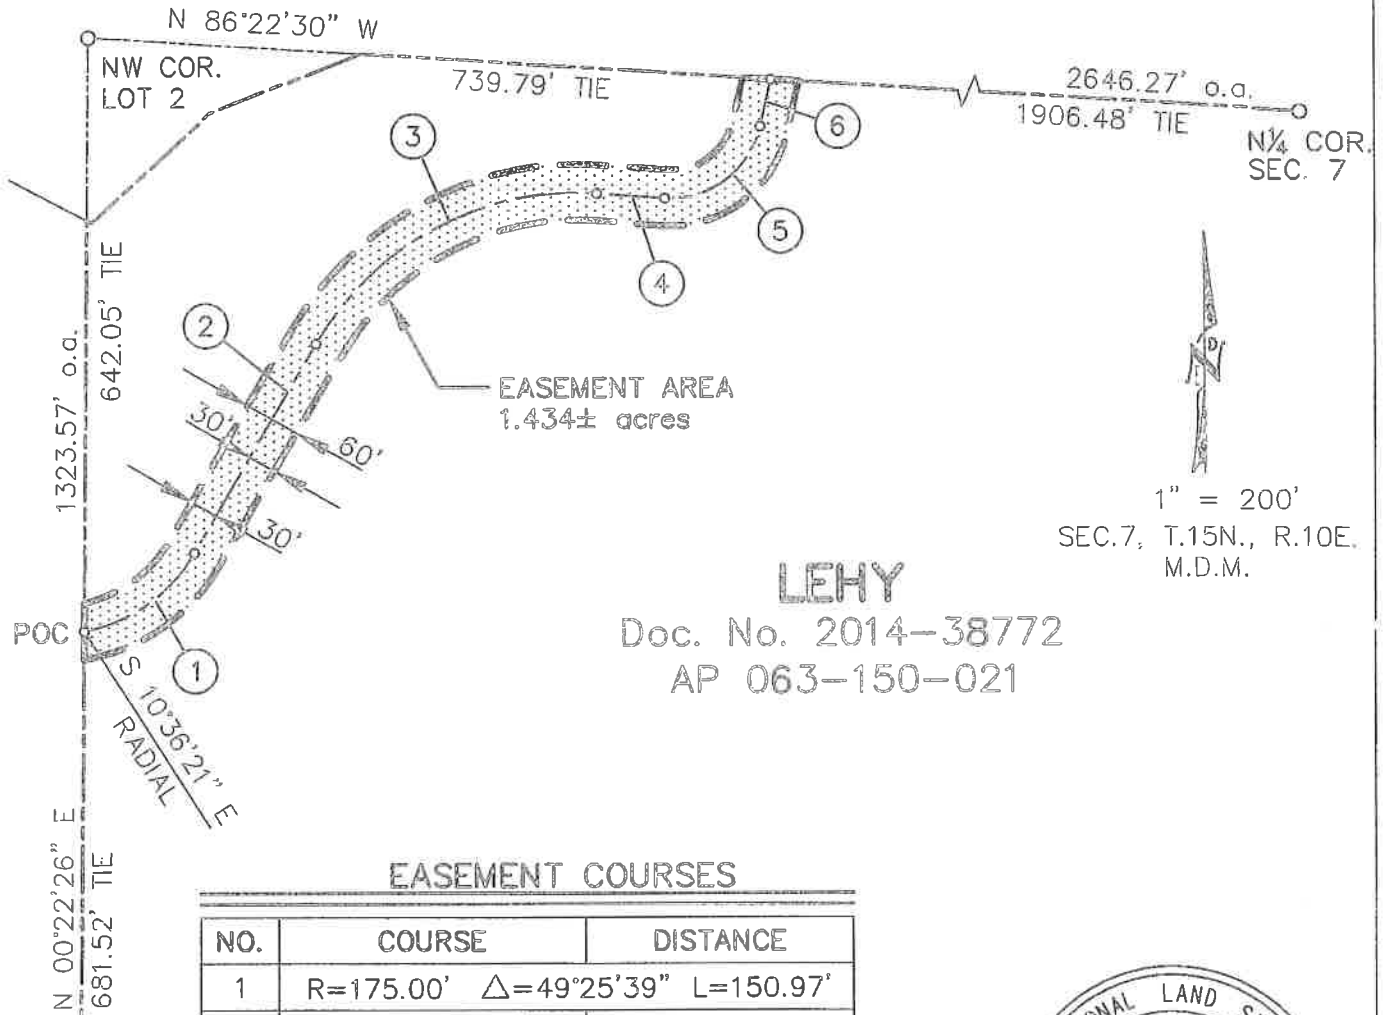 N 86°22'30" W
NW COR.
LOT 2
739.79' TIE
2646.27' o.a.
1906.48' TIE
N¼ COR.
SEC. 7
3
6
5
4
2
642.05' TIE
1323.57' o.a.
EASEMENT AREA
1.434± acres
30'
60'
30'
N
1" = 200'
SEC.7, T.15N., R.10E.
M.D.M.
LEHY
Doc. No. 2014-38772
AP 063-150-021
POC
1
S 10°36'21" E
RADIAL
N 00°22'26" E
681.52' TIE
EASEMENT COURSES
NO. COURSE DISTANCE
1 R=175.00' △=49°25'39" L=150.97'
LAND